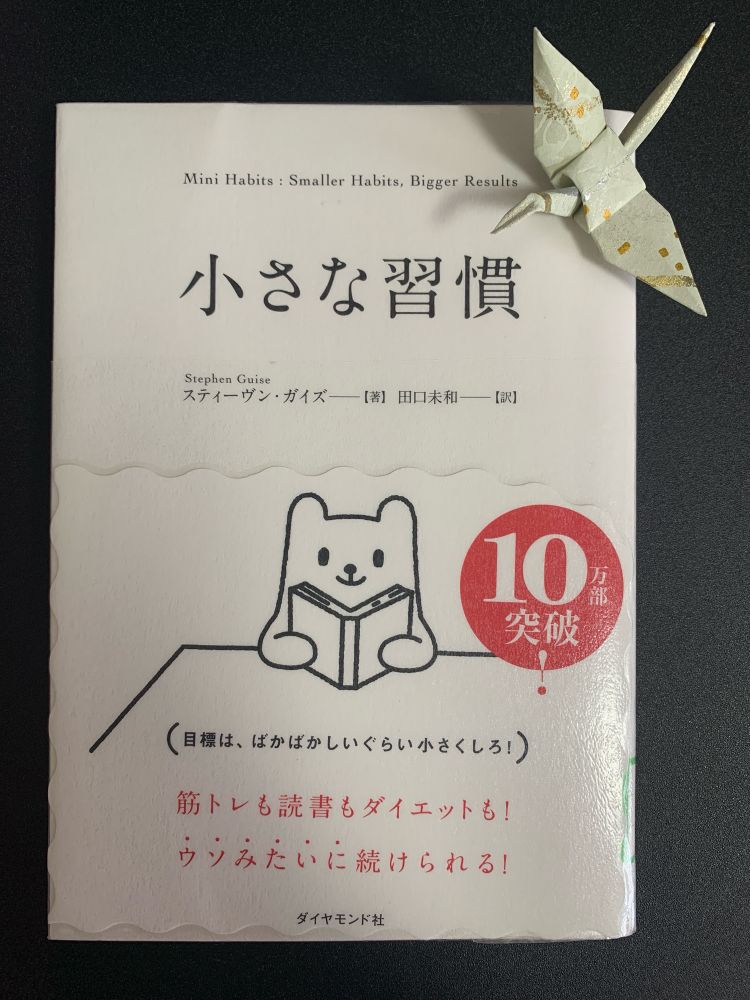 Mini Habits : Smaller Habits, Bigger Results
小さな習慣
Stephen Guise
スティーヴン・ガイズ──【著】 田口未和──【訳】
10万部
突破!
(目標は、ばかばかしいぐらい小さくしろ!)
筋トレも読書もダイエットも!
ウソみたいに続けられる!
ダイヤモンド社